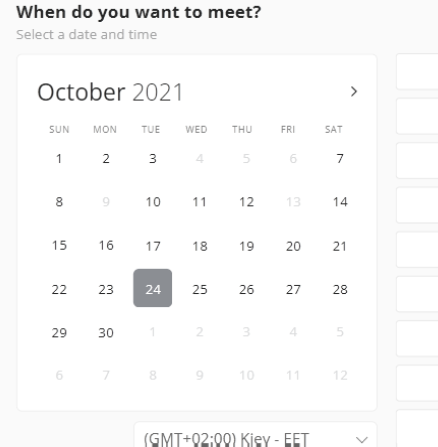 When do you want to meet?
Select a date and time
October 2021
SUN MON TUE WED THU FRI SAT
1 2 3 4 5 6 7
8 9 10 11 12 13 14
15 16 17 18 19 20 21
22 23 24 25 26 27 28
29 30 1 2 3 4 5
6 7 8 9 10 11 12
(GMT+02:00) Kiev - EET